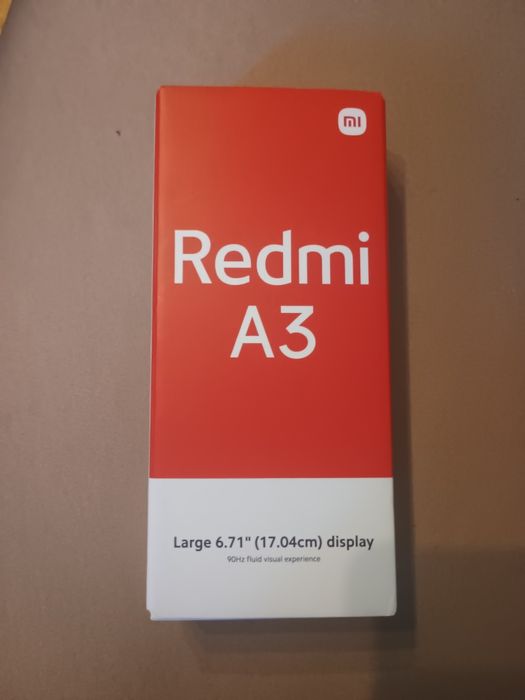 mi
Redmi
A3
Large 6.71" (17.04cm) display
90Hz fluid visual experience